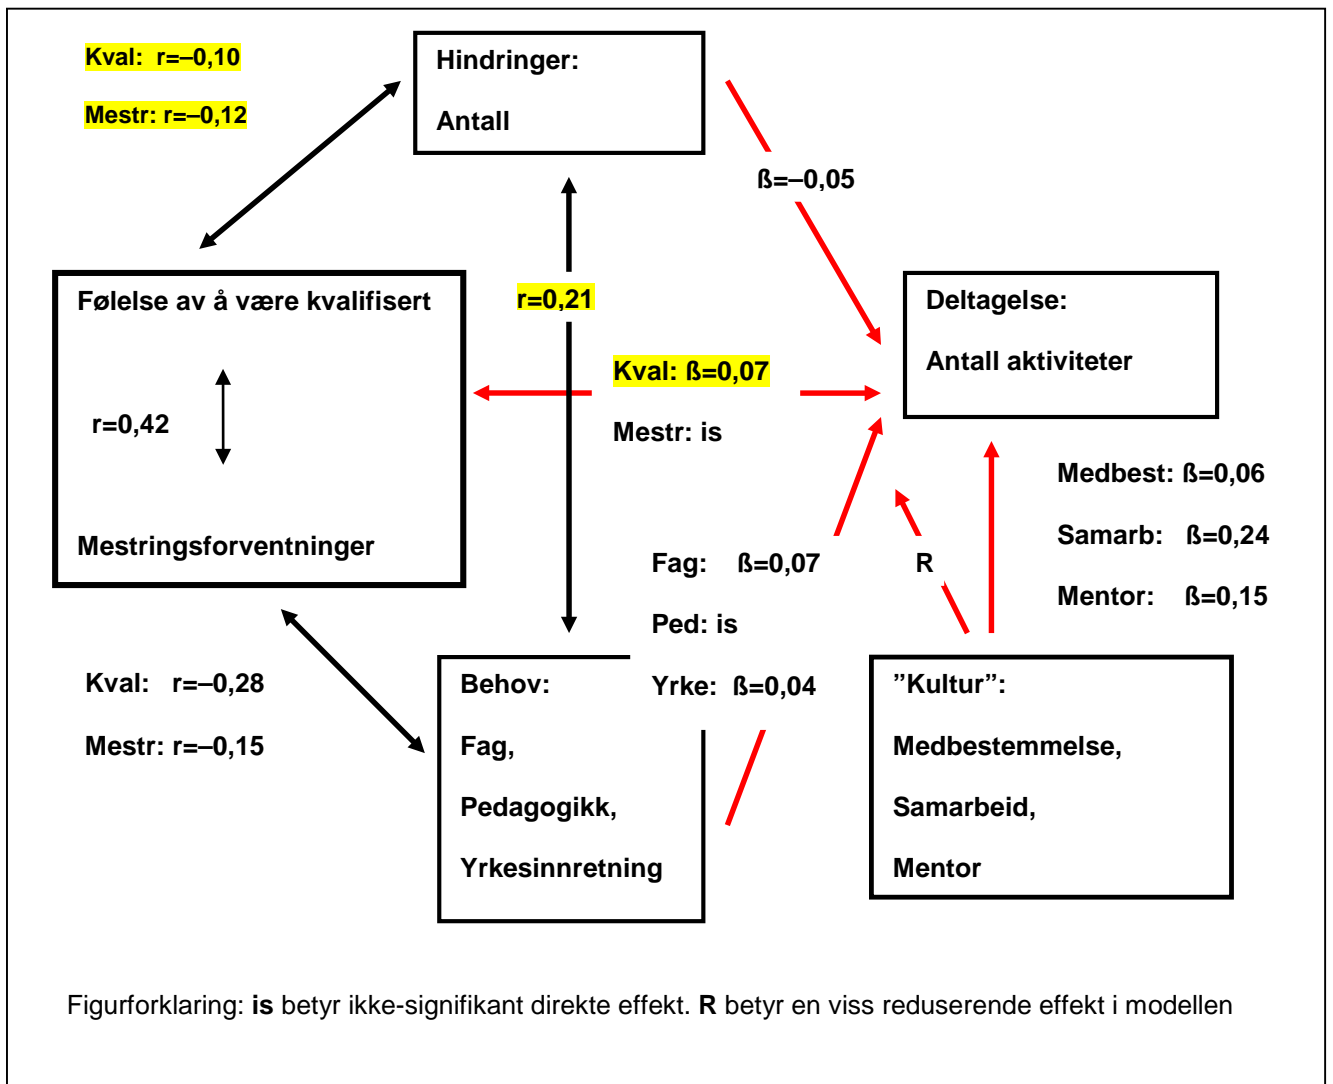 Kval: r=–0,10
Mestr: r=–0,12
Hindringer:
Antall
ß=–0,05
Følelse av å være kvalifisert
r=0,42
Mestringsforventninger
r=0,21
Kval: ß=0,07
Mestr: is
Deltagelse:
Antall aktiviteter
Medbest: ß=0,06
Samarb: ß=0,24
Mentor: ß=0,15
Fag: ß=0,07
Ped: is
Yrke: ß=0,04
R
Kval: r=–0,28
Mestr: r=–0,15
Behov:
Fag,
Pedagogikk,
Yrkesinnretning
”Kultur”:
Medbestemmelse,
Samarbeid,
Mentor
Figurforklaring: is betyr ikke-signifikant direkte effekt. R betyr en viss reduserende effekt i modellen